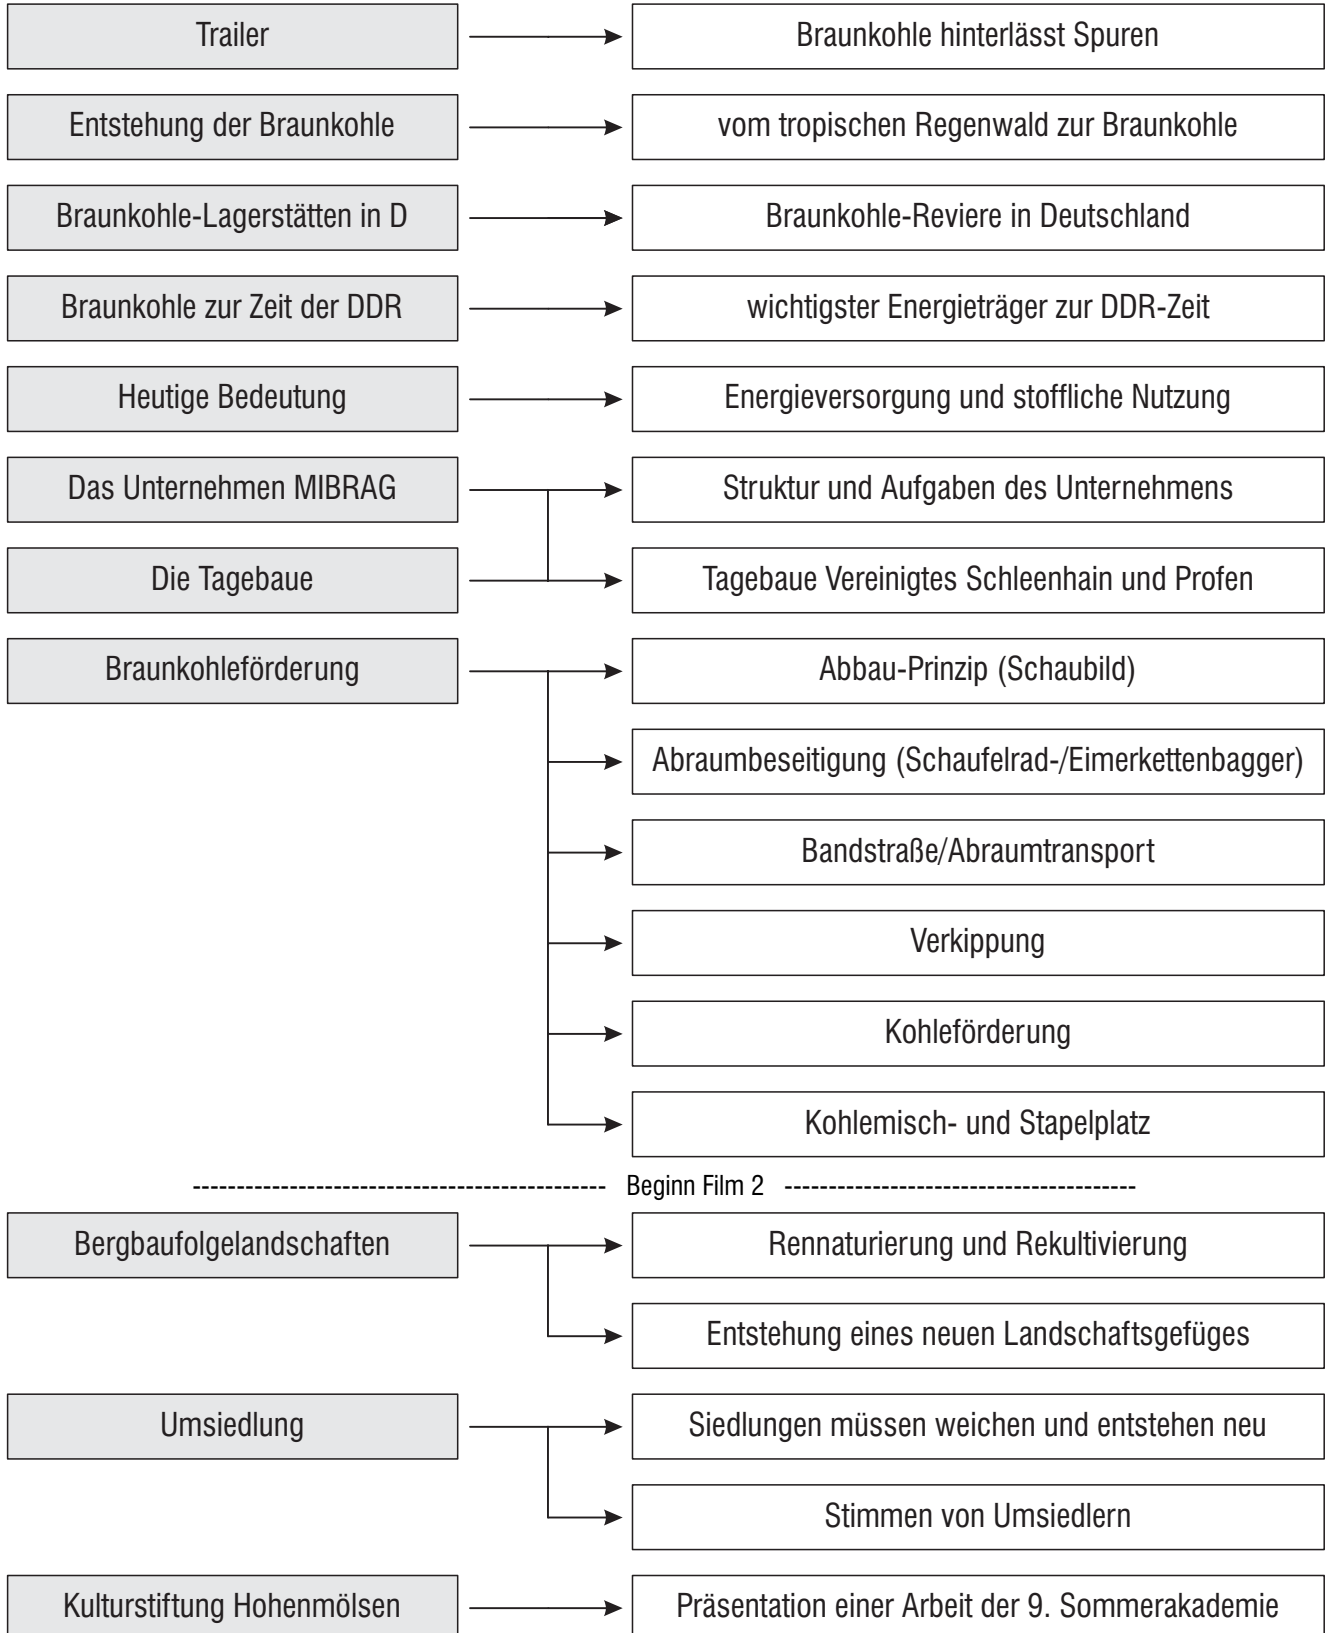 Trailer
Braunkohle hinterlässt Spuren
Entstehung der Braunkohle
vom tropischen Regenwald zur Braunkohle
Braunkohle-Lagerstätten in D
Braunkohle-Reviere in Deutschland
Braunkohle zur Zeit der DDR
wichtigster Energieträger zur DDR-Zeit
Heutige Bedeutung
Energieversorgung und stoffliche Nutzung
Das Unternehmen MIBRAG
Struktur und Aufgaben des Unternehmens
Die Tagebaue
Tagebaue Vereinigtes Schleenhain und Profen
Braunkohleförderung
Abbau-Prinzip (Schaubild)
Abraumbeseitigung (Schaufelrad-/Eimerkettenbagger)
Bandstraße/Abraumtransport
Verkippung
Kohleförderung
Kohlemisch- und Stapelplatz
Beginn Film 2
Bergbaufolgelandschaften
Rennaturierung und Rekultivierung
Entstehung eines neuen Landschaftsgefüges
Umsiedlung
Siedlungen müssen weichen und entstehen neu
Stimmen von Umsiedlern
Kulturstiftung Hohenmölsen
Präsentation einer Arbeit der 9. Sommerakademie